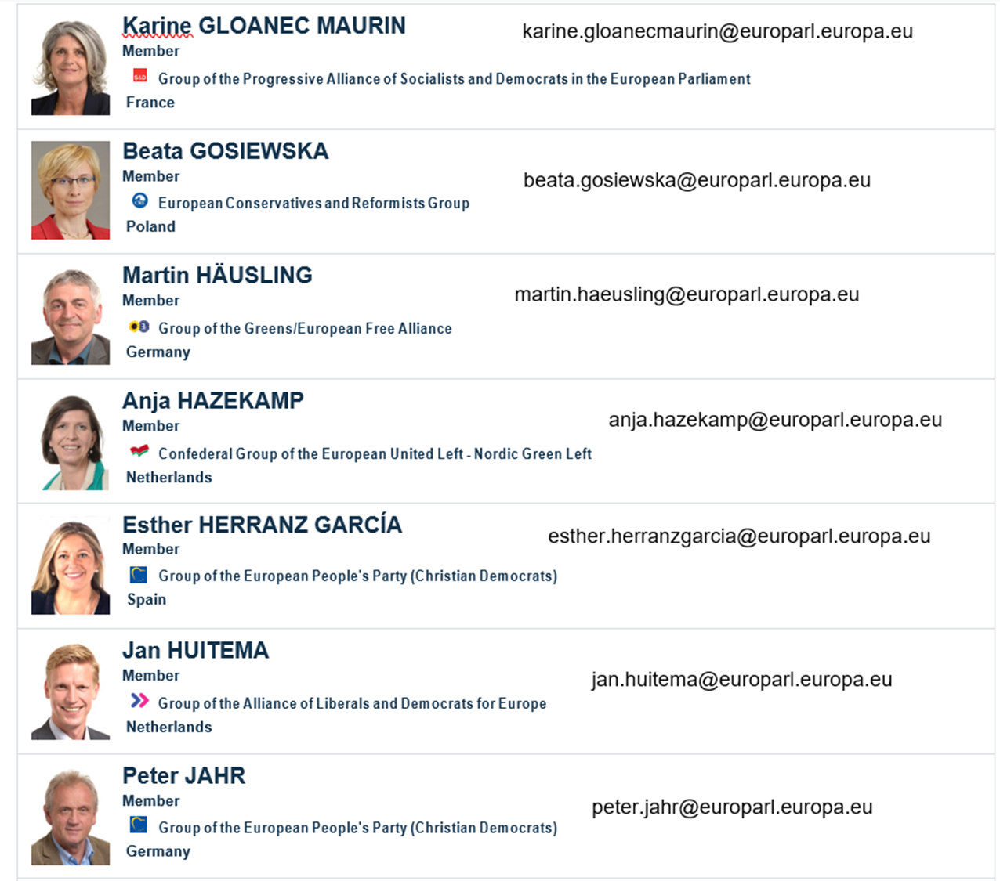 Karine GLOANEC MAURIN
karine.gloanecmaurin@europarl.europa.eu
Member
S&D
Group of the Progressive Alliance of Socialists and Democrats in the European Parliament
France
Beata GOSIEWSKA
Member
beata.gosiewska@europarl.europa.eu
European Conservatives and Reformists Group
Poland
Martin HÄUSLING
Member
martin.haeusling@europarl.europa.eu
Group of the Greens/European Free Alliance
Germany
Anja HAZEKAMP
Member
anja.hazekamp@europarl.europa.eu
Confederal Group of the European United Left - Nordic Green Left
Netherlands
Esther HERRANZ GARCÍA
esther.herranzgarcia@europarl.europa.eu
Member
Group of the European People's Party (Christian Democrats)
Spain
Jan HUITEMA
Member
jan.huitema@europarl.europa.eu
Group of the Alliance of Liberals and Democrats for Europe
Netherlands
Peter JAHR
Member
peter.jahr@europarl.europa.eu
Group of the European People's Party (Christian Democrats)
Germany